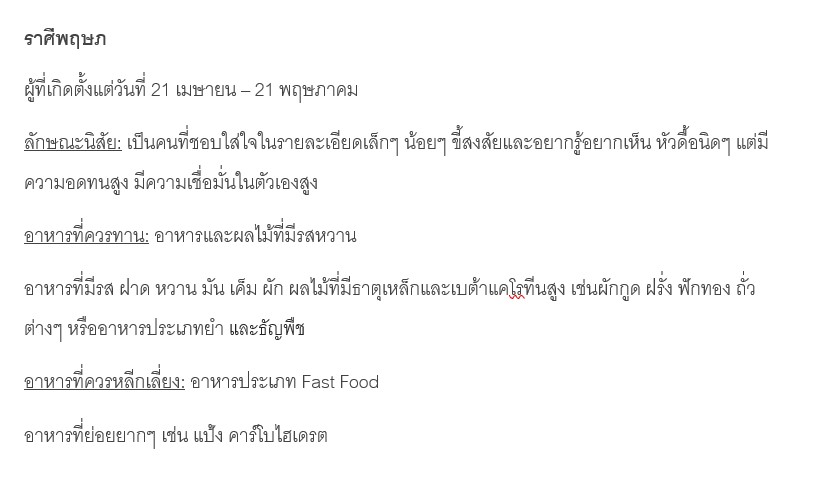 ราศีพฤษภ
ผู้ที่เกิดตั้งแต่วันที่ 21 เมษายน – 21 พฤษภาคม
ลักษณะนิสัย: เป็นคนที่ชอบใส่ใจในรายละเอียดเล็กๆ น้อยๆ ขี้สงสัยและอยากรู้อยากเห็น หัวดื้อนิดๆ แต่มี
ความอดทนสูง มีความเชื่อมั่นในตัวเองสูง
อาหารที่ควรทาน: อาหารและผลไม้ที่มีรสหวาน
อาหารที่มีรส ฝาด หวาน มัน เค็ม ผัก ผลไม้ที่มีธาตุเหล็กและเบต้าแคโรทีนสูง เช่นผักกูด ฝรั่ง ฟักทอง ถั่ว
ต่างๆ หรืออาหารประเภทยำ และธัญพืช
อาหารที่ควรหลีกเลี่ยง: อาหารประเภท Fast Food
อาหารที่ย่อยยากๆ เช่น แป้ง คาร์โบไฮเดรต